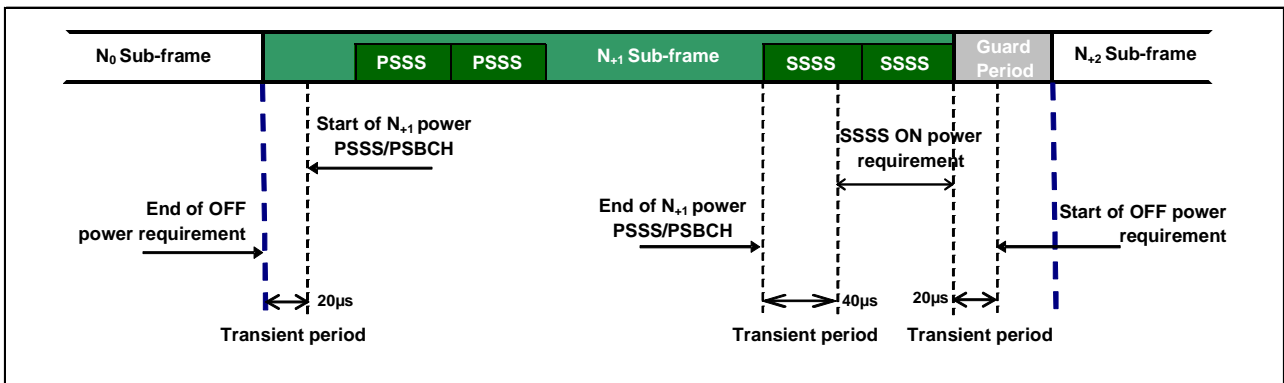 N0 Sub-frame
PSSS
PSSS
N+1 Sub-frame
SSSS
SSSS
Guard
Period
N+2 Sub-frame
Start of N+1 power
PSSS/PSBCH
SSSS ON power
requirement
End of OFF
power requirement
End of N+1 power
PSSS/PSBCH
Start of OFF power
requirement
20µs
40µs
20µs
Transient period
Transient period
Transient period